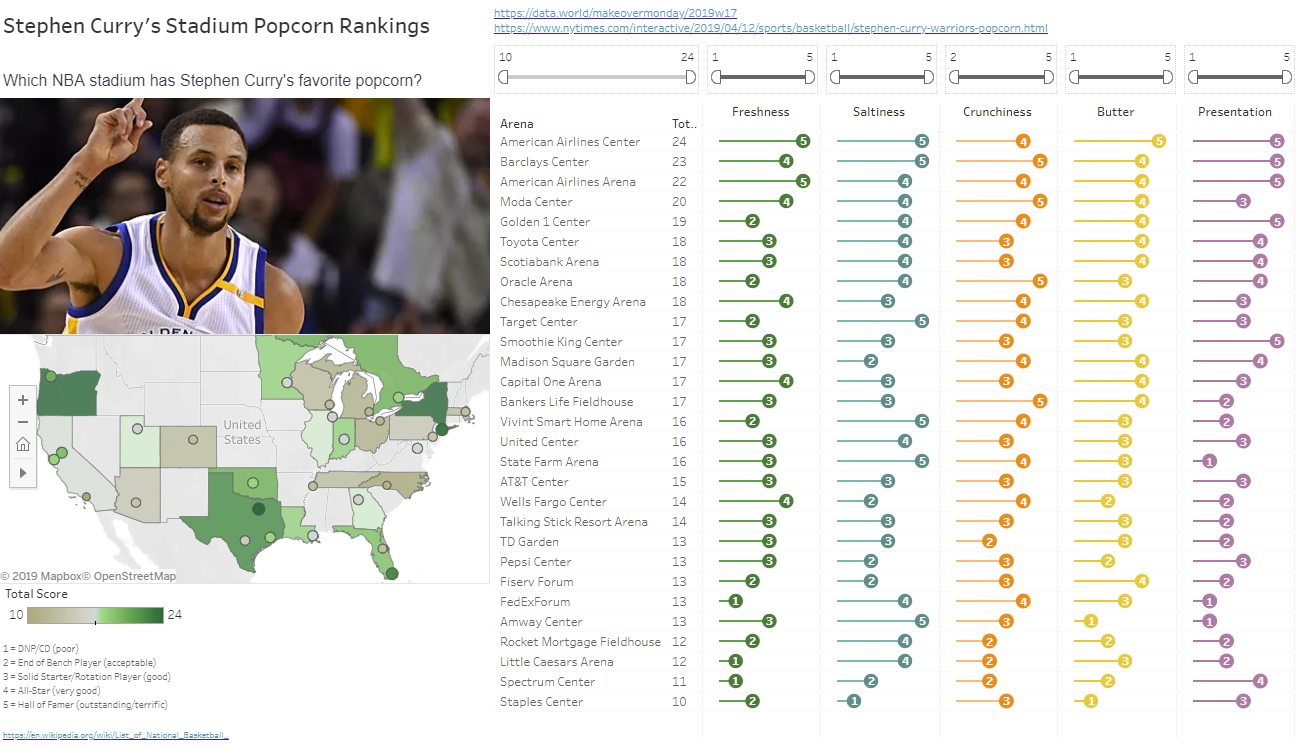 Stephen Curry's Stadium Popcorn Rankings
Which NBA stadium has Stephen Curry's favorite popcorn?
https://data.world/makeovermonday/2019w17
https://www.nytimes.com/interactive/2019/04/12/sports/basketball/stephen-curry-warriors-popcorn.html
10 24 1 5 1 5 2 5 1 5 1 5
Freshness Saltiness Crunchiness Butter Presentation
Arena Tot..
American Airlines Center 24 5 5 4 5 5
Barclays Center 23 4 5 5 4 5
American Airlines Arena 22 5 4 4 4 5
Moda Center 20 4 4 5 4 3
Golden 1 Center 19 2 4 4 4 5
Toyota Center 18 3 4 3 4 4
Scotiabank Arena 18 3 4 3 4 4
Oracle Arena 18 2 4 5 3 4
Chesapeake Energy Arena 18 4 3 4 4 3
Target Center 17 2 5 4 3 3
Smoothie King Center 17 3 3 3 3 5
Madison Square Garden 17 3 2 4 4 4
Capital One Arena 17 4 3 3 4 3
Bankers Life Fieldhouse 17 3 3 5 4 2
Vivint Smart Home Arena 16 2 5 4 3 2
United Center 16 3 4 3 3 3
State Farm Arena 16 3 5 4 3 1
AT&T Center 15 3 3 3 3 3
Wells Fargo Center 14 4 2 4 2 2
Talking Stick Resort Arena 14 3 3 3 3 2
TD Garden 13 3 3 2 3 2
Pepsi Center 13 3 2 3 2 3
Fiserv Forum 13 2 2 3 4 2
FedExForum 13 1 4 4 3 1
Amway Center 13 3 5 3 1 1
Rocket Mortgage Fieldhouse 12 2 4 2 2 2
Little Caesars Arena 12 1 4 2 3 2
Spectrum Center 11 1 2 2 2 4
Staples Center 10 2 1 3 1 3
GOLDEN
United
States
© 2019 Mapbox© OpenStreetMap
Total Score
10 24
1 = DNP/CD (poor)
2 = End of Bench Player (acceptable)
3 = Solid Starter/Rotation Player (good)
4 = All-Star (very good)
5 = Hall of Famer (outstanding/terrific)
https://en.wikipedia.org/wiki/List_of_National_Basketball_